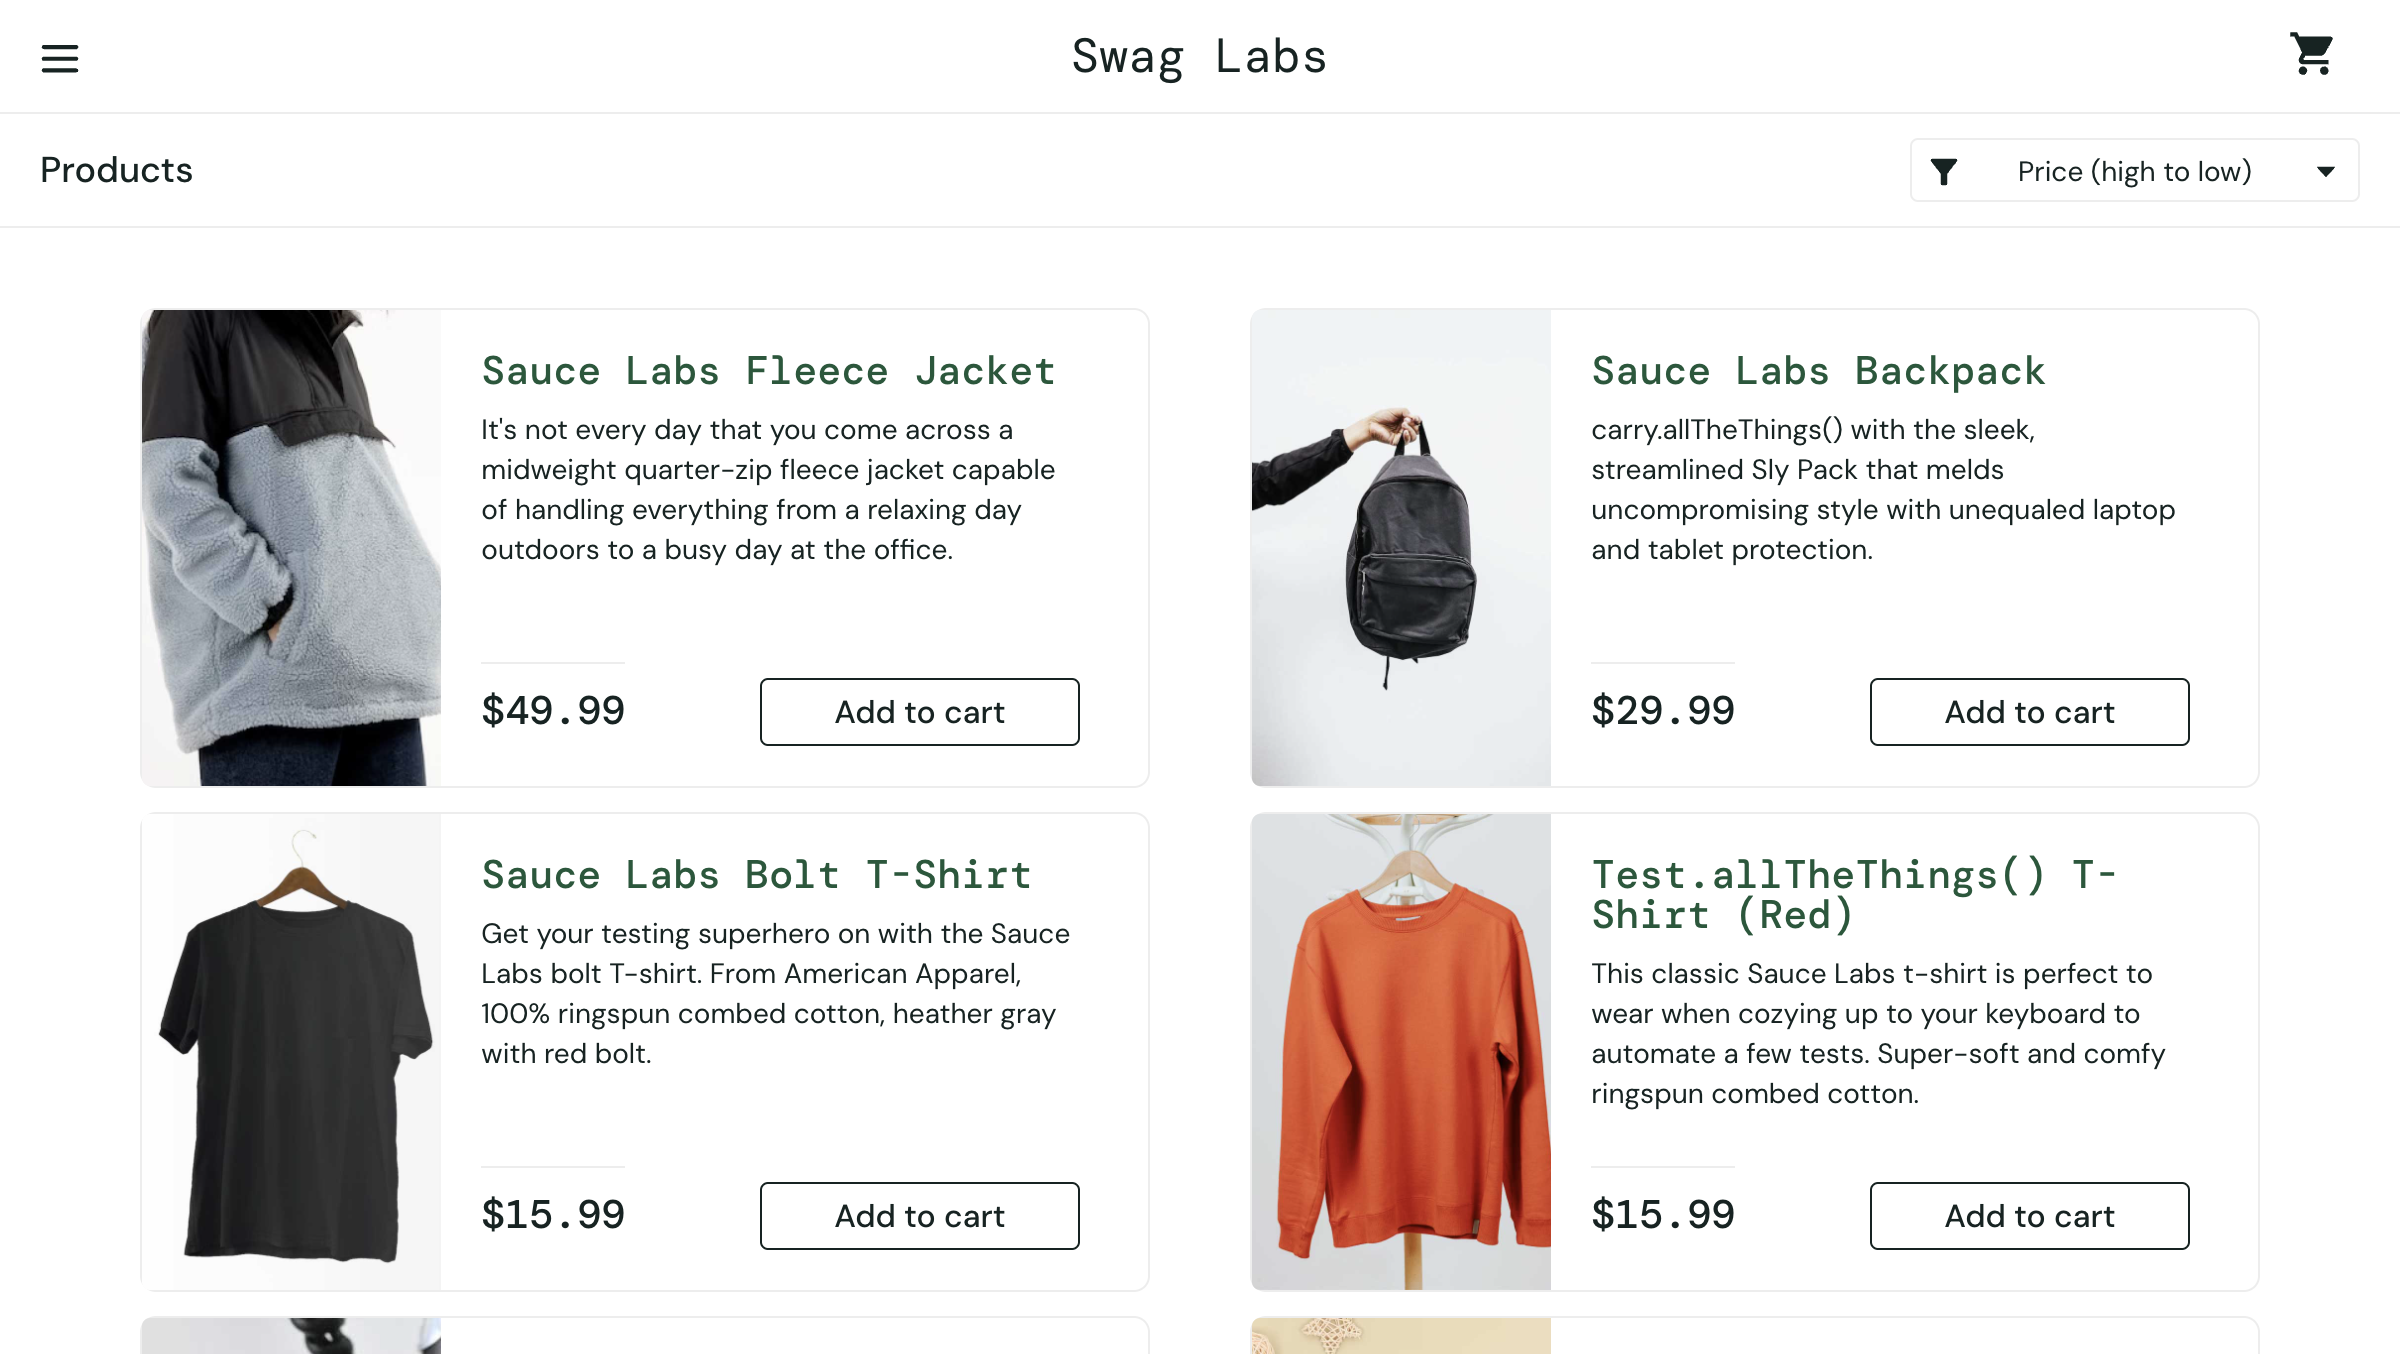 Swag Labs
Products
Price (high to low)
Sauce Labs Fleece Jacket
It's not every day that you come across a
midweight quarter-zip fleece jacket capable
of handling everything from a relaxing day
outdoors to a busy day at the office.
$49.99
Add to cart
Sauce Labs Backpack
carry.allTheThings() with the sleek,
streamlined Sly Pack that melds
uncompromising style with unequaled laptop
and tablet protection.
$29.99
Add to cart
Sauce Labs Bolt T-Shirt
Get your testing superhero on with the Sauce
Labs bolt T-shirt. From American Apparel,
100% ringspun combed cotton, heather gray
with red bolt.
$15.99
Add to cart
Test.allTheThings() T-
Shirt (Red)
This classic Sauce Labs t-shirt is perfect to
wear when cozying up to your keyboard to
automate a few tests. Super-soft and comfy
ringspun combed cotton.
$15.99
Add to cart